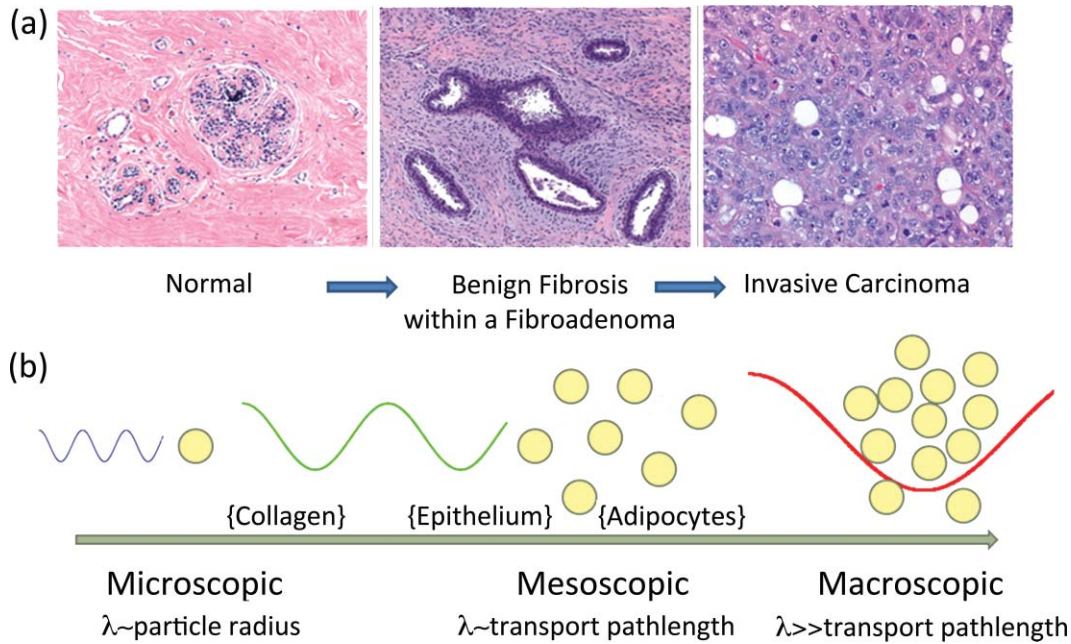 (a)
Normal
Benign Fibrosis
within a Fibroadenoma
Invasive Carcinoma
(b)
{Collagen}
{Epithelium}
{Adipocytes}
Microscopic
Mesoscopic
Macroscopic
λ~particle radius
λ~transport pathlength
λ>>transport pathlength